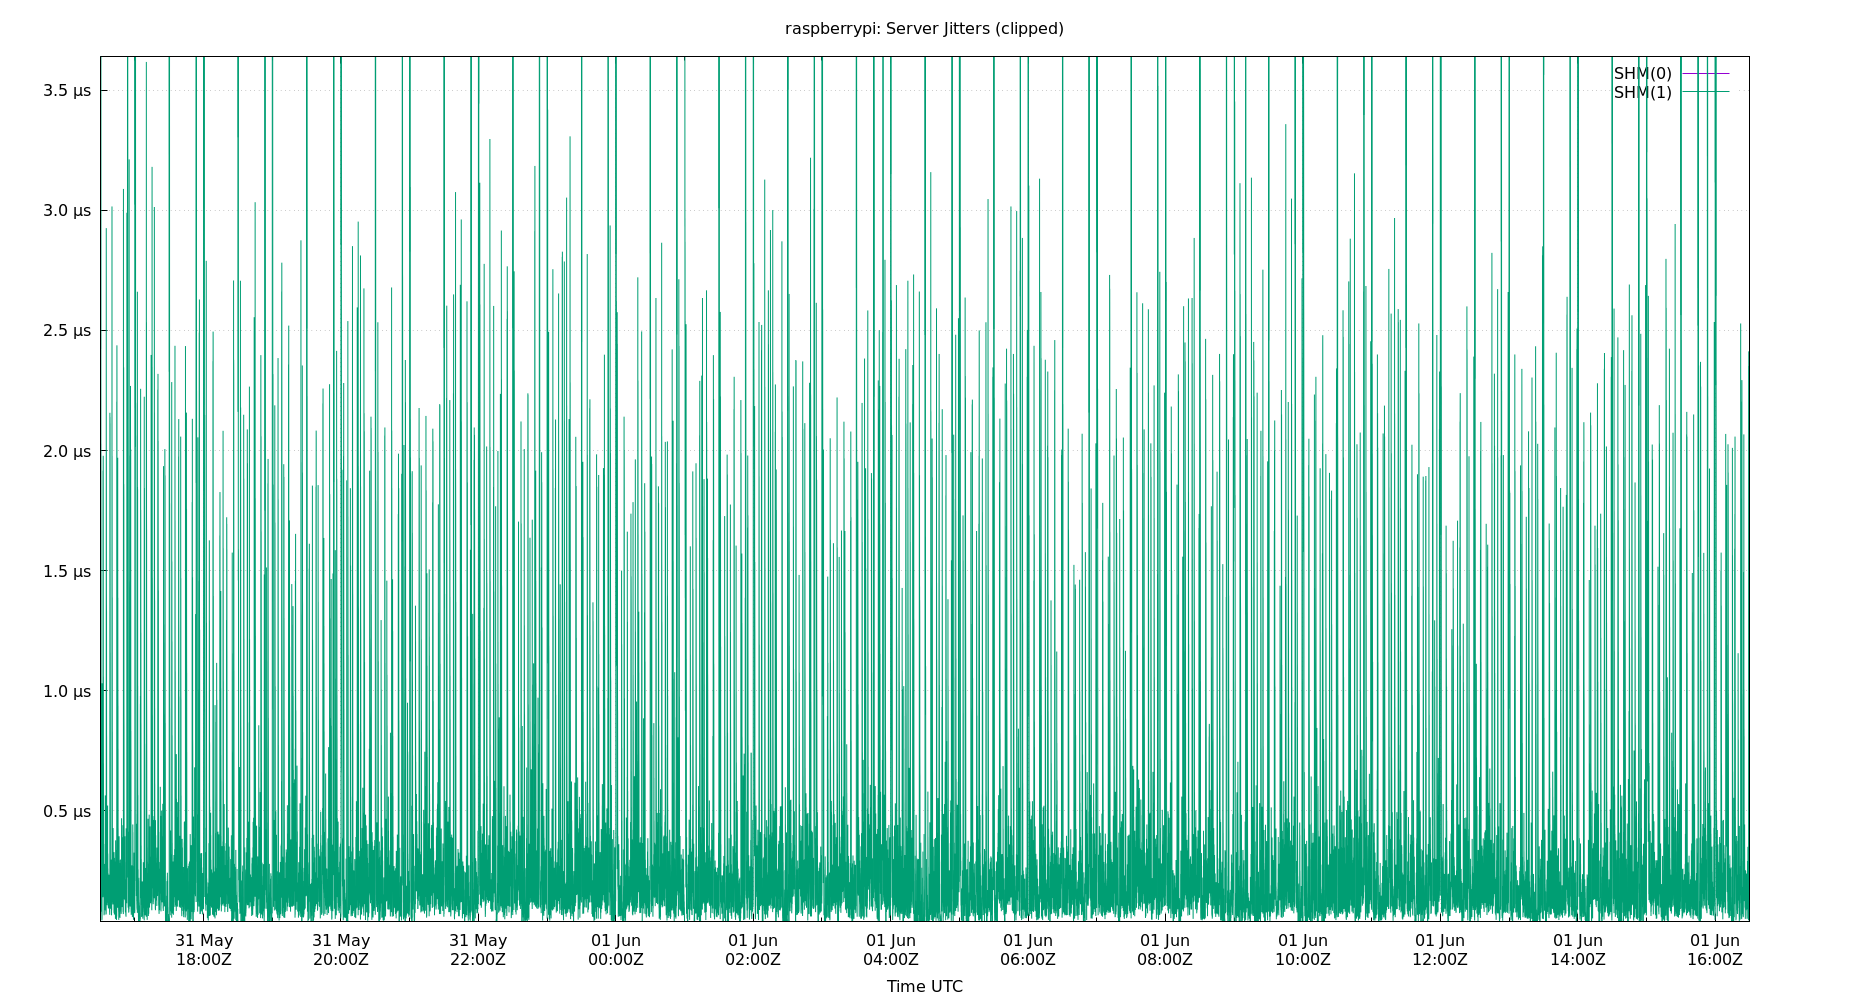 raspberrypi: Server Jitters (clipped)
SHM(0)
SHM(1)
3.5 µs
3.0 µs
2.5 µs
2.0 µs
1.5 µs
1.0 µs
0.5 µs
31 May 31 May 31 May 01 Jun 01 Jun 01 Jun 01 Jun 01 Jun 01 Jun 01 Jun 01 Jun 01 Jun
18:00Z 20:00Z 22:00Z 00:00Z 02:00Z 04:00Z 06:00Z 08:00Z 10:00Z 12:00Z 14:00Z 16:00Z
Time UTC